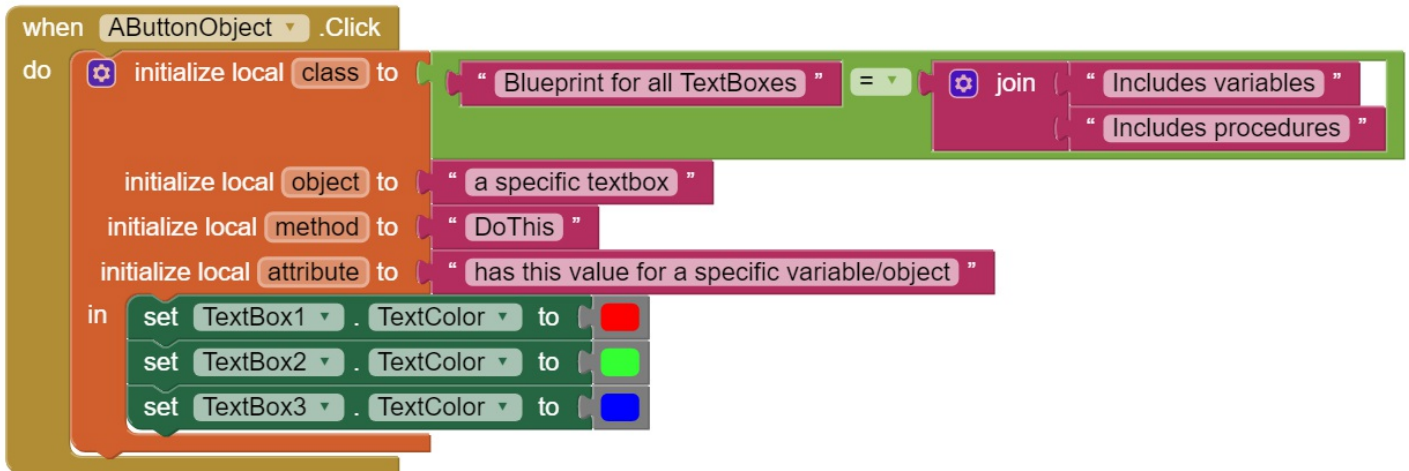 when AButtonObject .Click
do initialize local class to " Blueprint for all TextBoxes " = join " Includes variables "
" Includes procedures "
initialize local object to " a specific textbox "
initialize local method to " DoThis "
initialize local attribute to " has this value for a specific variable/object "
in set TextBox1 . TextColor to
set TextBox2 . TextColor to
set TextBox3 . TextColor to